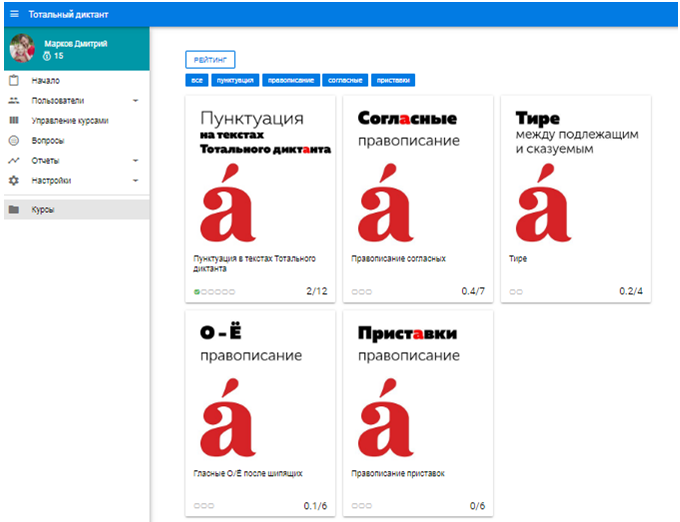 Тотальный диктант
Марков Дмитрий
15
Начало
Пользователи
Управление курсами
Вопросы
Отчеты
Настройки
Курсы
РЕЙТИНГ
все пунктуация правописание согласные приставки
Пунктуация
на текстах
Тотального диктанта
á
Пунктуация в текстах Тотального
диктанта
2/12
Согласные
правописание
á
Правописание согласных
0.4/7
Тире
между подлежащим
и сказуемым
á
Тире
0.2/4
О – Ё
правописание
á
Гласные О/Ё после шипящих
0.1/6
Приставки
правописание
á
Правописание приставок
0/6